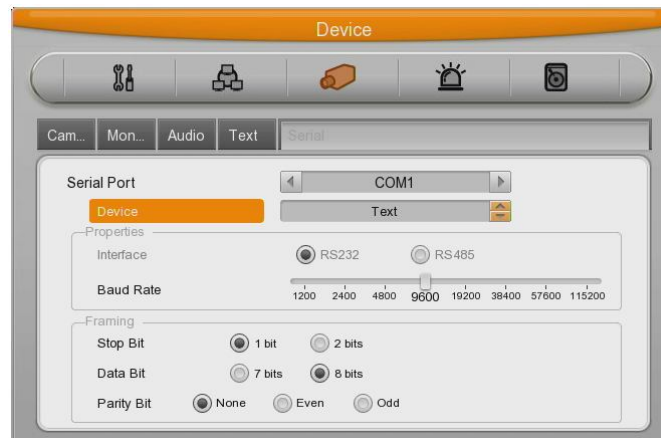 Device
Cam... Mon... Audio Text Serial
Serial Port COM1
Device Text
Properties
Interface RS232 RS485
Baud Rate
1200 2400 4800 9600 19200 38400 57600 115200
Framing
Stop Bit 1 bit 2 bits
Data Bit 7 bits 8 bits
Parity Bit None Even Odd